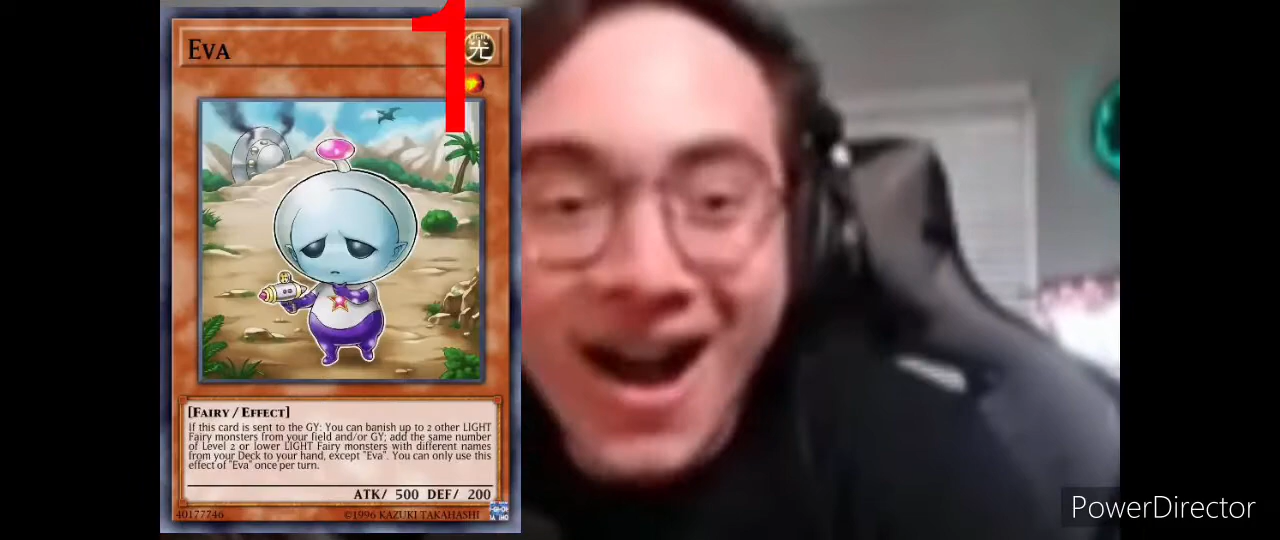 1
EVA
LIGHT
光
[FAIRY / EFFECT]
If this card is sent to the GY: You can banish up to 2 other LIGHT
Fairy monsters from your field and/or GY; add the same number
of Level 2 or lower LIGHT Fairy monsters with different names
from your Deck to your hand, except "Eva". You can only use this
effect of "Eva" once per turn.
ATK/ 500 DEF/ 200
40177746
©1996 KAZUKI TAKAHASHI
PowerDirector